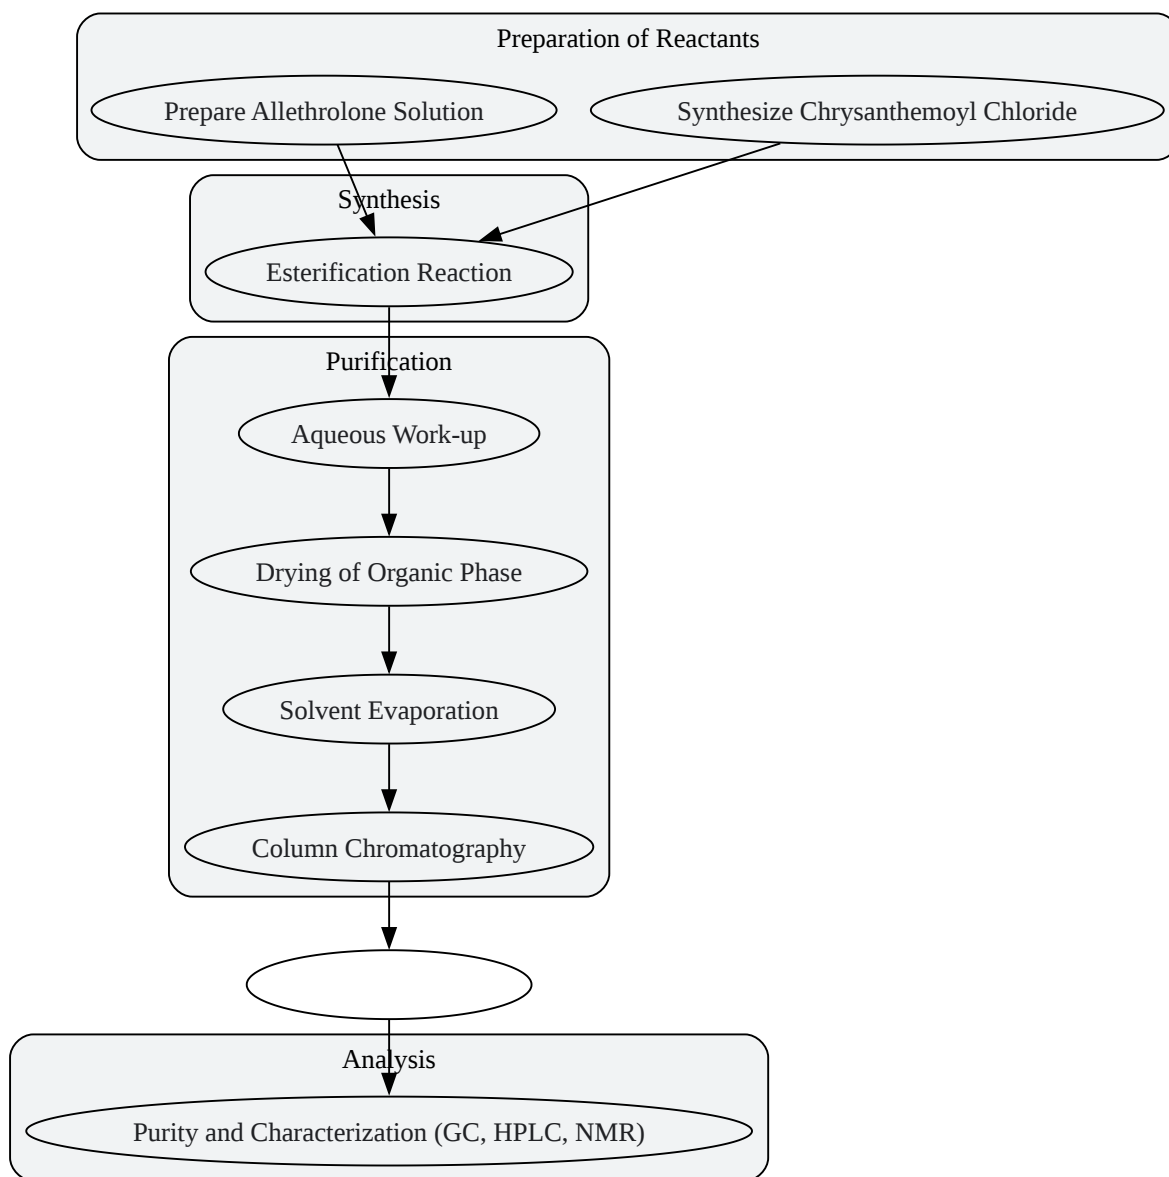 Preparation of Reactants
Prepare Allethrolone Solution
Synthesize Chrysanthemoyl Chloride
Synthesis
Esterification Reaction
Purification
Aqueous Work-up
Drying of Organic Phase
Solvent Evaporation
Column Chromatography
Analysis
Purity and Characterization (GC, HPLC, NMR)